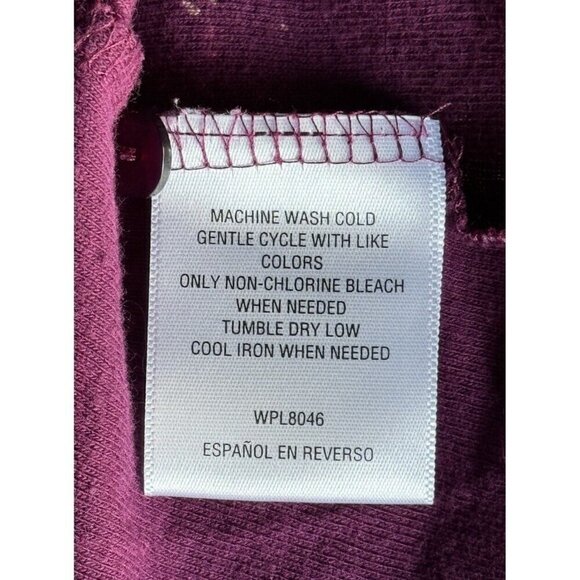 MACHINE WASH COLD
GENTLE CYCLE WITH LIKE
COLORS
ONLY NON-CHLORINE BLEACH
WHEN NEEDED
TUMBLE DRY LOW
COOL IRON WHEN NEEDED
WPL8046
ESPAÑOL EN REVERSO